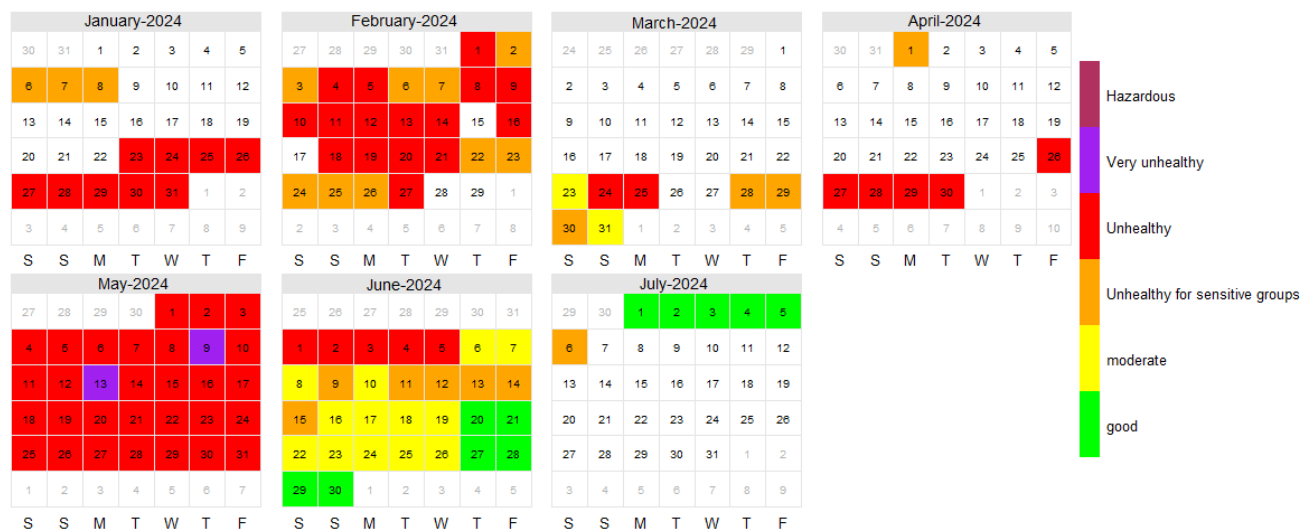 January-2024
30 31 1 2 3 4 5
6 7 8 9 10 11 12
13 14 15 16 17 18 19
20 21 22 23 24 25 26
27 28 29 30 31 1 2
3 4 5 6 7 8 9
S S M T W T F
February-2024
27 28 29 30 31 1 2
3 4 5 6 7 8 9
10 11 12 13 14 15 16
17 18 19 20 21 22 23
24 25 26 27 28 29 1
2 3 4 5 6 7 8
S S M T W T F
March-2024
24 25 26 27 28 29 1
2 3 4 5 6 7 8
9 10 11 12 13 14 15
16 17 18 19 20 21 22
23 24 25 26 27 28 29
30 31 1 2 3 4 5
S S M T W T F
April-2024
30 31 1 2 3 4 5
6 7 8 9 10 11 12
13 14 15 16 17 18 19
20 21 22 23 24 25 26
27 28 29 30 1 2 3
4 5 6 7 8 9 10
S S M T W T F
May-2024
27 28 29 30 1 2 3
4 5 6 7 8 9 10
11 12 13 14 15 16 17
18 19 20 21 22 23 24
25 26 27 28 29 30 31
1 2 3 4 5 6 7
S S M T W T F
June-2024
25 26 27 28 29 30 31
1 2 3 4 5 6 7
8 9 10 11 12 13 14
15 16 17 18 19 20 21
22 23 24 25 26 27 28
29 30 1 2 3 4 5
S S M T W T F
July-2024
29 30 1 2 3 4 5
6 7 8 9 10 11 12
13 14 15 16 17 18 19
20 21 22 23 24 25 26
27 28 29 30 31 1 2
3 4 5 6 7 8 9
S S M T W T F
Hazardous
Very unhealthy
Unhealthy
Unhealthy for sensitive groups
moderate
good